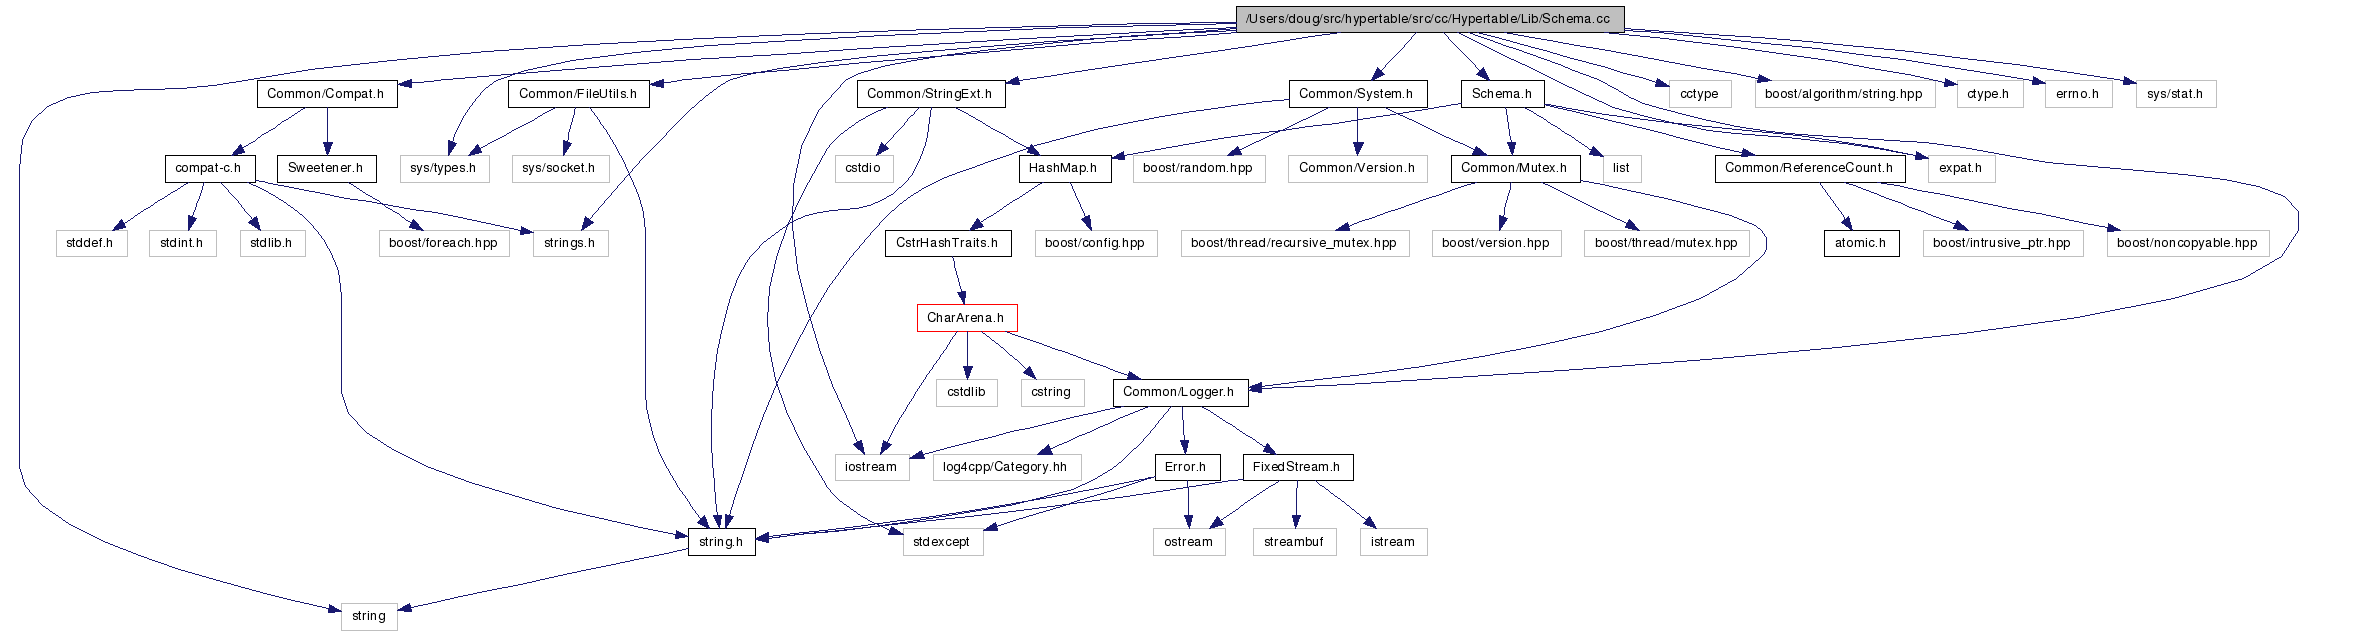 /Users/doug/src/hypertable/src/cc/Hypertable/Lib/Schema.cc
Common/Compat.h
Common/FileUtils.h
Common/StringExt.h
Common/System.h
Schema.h
cctype
boost/algorithm/string.hpp
ctype.h
errno.h
sys/stat.h
compat-c.h
Sweetener.h
sys/types.h
sys/socket.h
cstdio
HashMap.h
boost/random.hpp
Common/Version.h
Common/Mutex.h
list
Common/ReferenceCount.h
expat.h
stddef.h
stdint.h
stdlib.h
boost/foreach.hpp
strings.h
CstrHashTraits.h
boost/config.hpp
boost/thread/recursive_mutex.hpp
boost/version.hpp
boost/thread/mutex.hpp
atomic.h
boost/intrusive_ptr.hpp
boost/noncopyable.hpp
CharArena.h
cstdlib
cstring
Common/Logger.h
iostream
log4cpp/Category.hh
Error.h
FixedStream.h
string.h
stdexcept
ostream
streambuf
istream
string